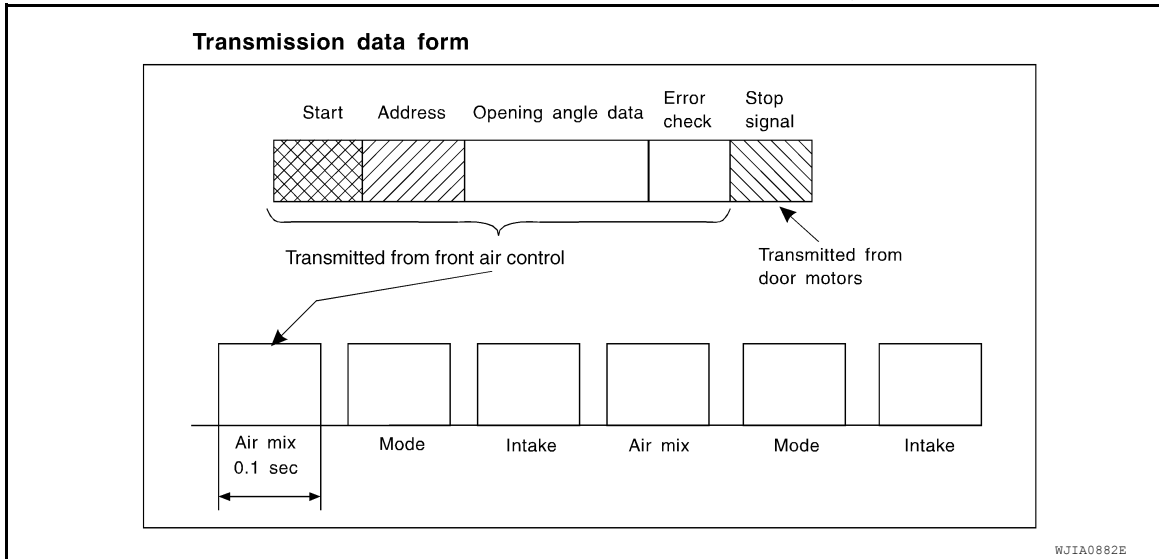 Transmission data form
Start Address Opening angle data Error check Stop signal
Transmitted from front air control
Transmitted from
door motors
Air mix Mode Intake Air mix Mode Intake
0.1 sec
WJIA0882E